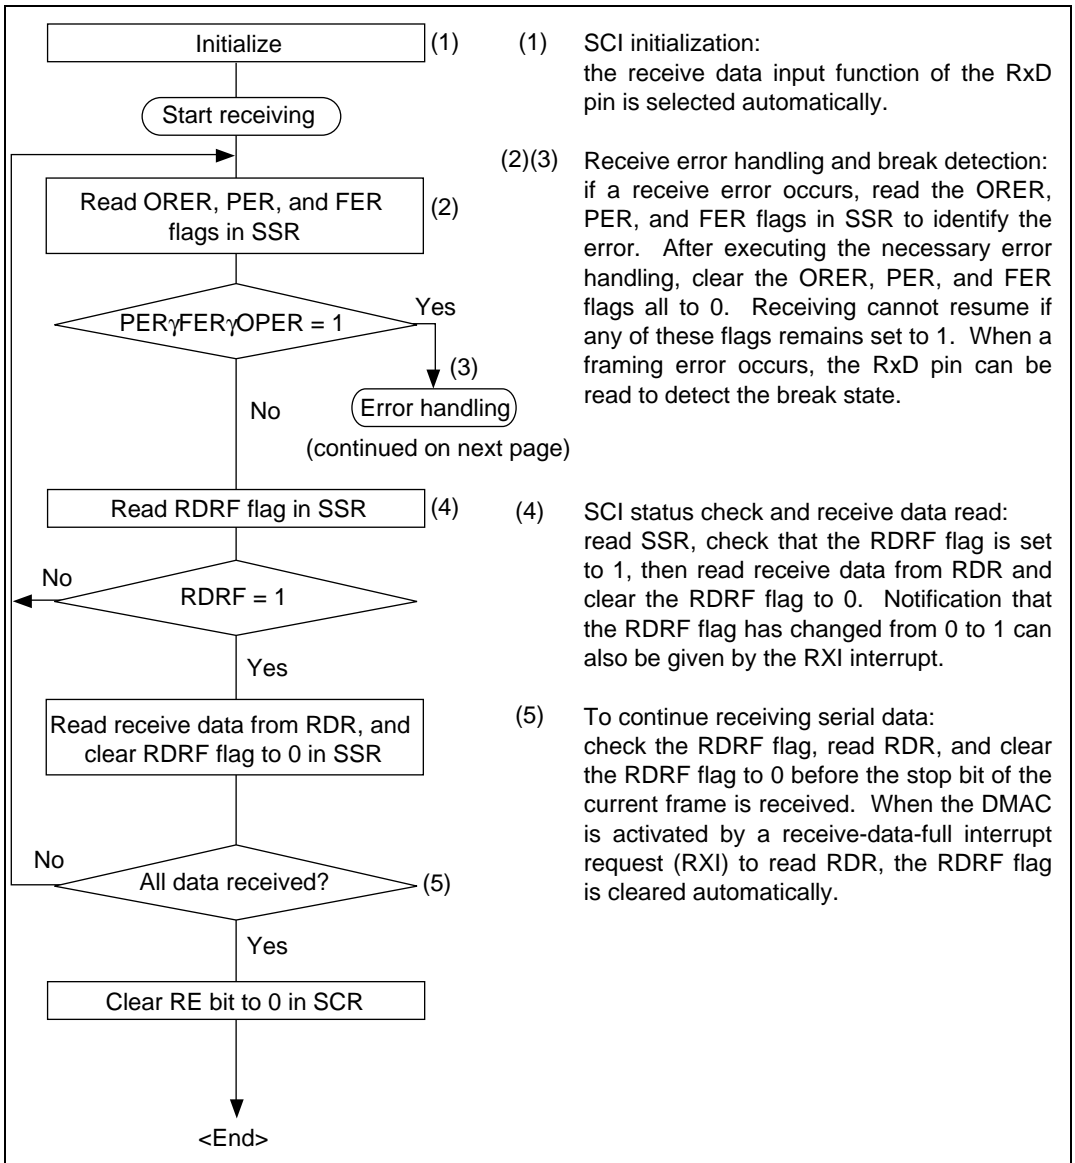 Initialize
(1)
Start receiving
Read ORER, PER, and FER
flags in SSR
(2)
PERγFERγOPER = 1
Yes
(3)
Error handling
(continued on next page)
No
Read RDRF flag in SSR
(4)
No
RDRF = 1
Yes
Read receive data from RDR, and
clear RDRF flag to 0 in SSR
No
All data received?
(5)
Yes
Clear RE bit to 0 in SCR
<End>
(1) SCI initialization:
the receive data input function of the RxD
pin is selected automatically.
(2)(3) Receive error handling and break detection:
if a receive error occurs, read the ORER,
PER, and FER flags in SSR to identify the
error. After executing the necessary error
handling, clear the ORER, PER, and FER
flags all to 0. Receiving cannot resume if
any of these flags remains set to 1. When a
framing error occurs, the RxD pin can be
read to detect the break state.
(4) SCI status check and receive data read:
read SSR, check that the RDRF flag is set
to 1, then read receive data from RDR and
clear the RDRF flag to 0. Notification that
the RDRF flag has changed from 0 to 1 can
also be given by the RXI interrupt.
(5) To continue receiving serial data:
check the RDRF flag, read RDR, and clear
the RDRF flag to 0 before the stop bit of the
current frame is received. When the DMAC
is activated by a receive-data-full interrupt
request (RXI) to read RDR, the RDRF flag
is cleared automatically.